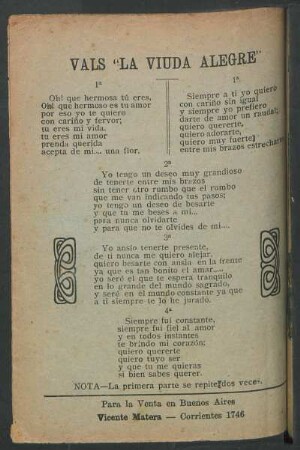 VALS "LA VIUDA ALEGRE"
1ª
Oh! que hermosa tú eres,
Oh! que hermoso es tu amor
por eso yo te quiero
con cariño y fervor;
tu eres mi vida,
tu eres mi amor
prenda querida
acepta de mi... una flor.
1ª
Siempre a ti yo quiero
con cariño sin igual
y siempre yo prefiero
darte de amor un raudal;
quiero quererte,
quiero adorarte,
quiero muy fuerte
entre mis brazos estrecharte
2ª
Yo tengo un deseo muy grandioso
de tenerte entre mis brazos
sin tener otro rumbo que el rumbo
que me van indicando tus pasos;
yo tengo un deseo de besarte
y que tu me beses a mi...
para nunca olvidarte
y para que no te olvides de mi...
3ª
Yo ansío tenerte presente,
de ti nunca me quiero alejar,
quiero besarte con ansia en la frente
ya que es tan bonito el amar....
yo seré el que te espera tranquilo
en lo grande del mundo sagrado,
y seré en el mundo constante ya que
a ti siempre te lo he jurado.
4ª
Siempre fuí constante,
siempre fuí fiel al amor
y en todos instantes
te brindo mi corazón;
quiero quererte
quiero tuyo ser
y que tu me quieras
si bien sabes querer.
NOTA—La primera parte se repite dos veces.
Para la Venta en Buenos Aires
Vicente Matera — Corrientes 1746